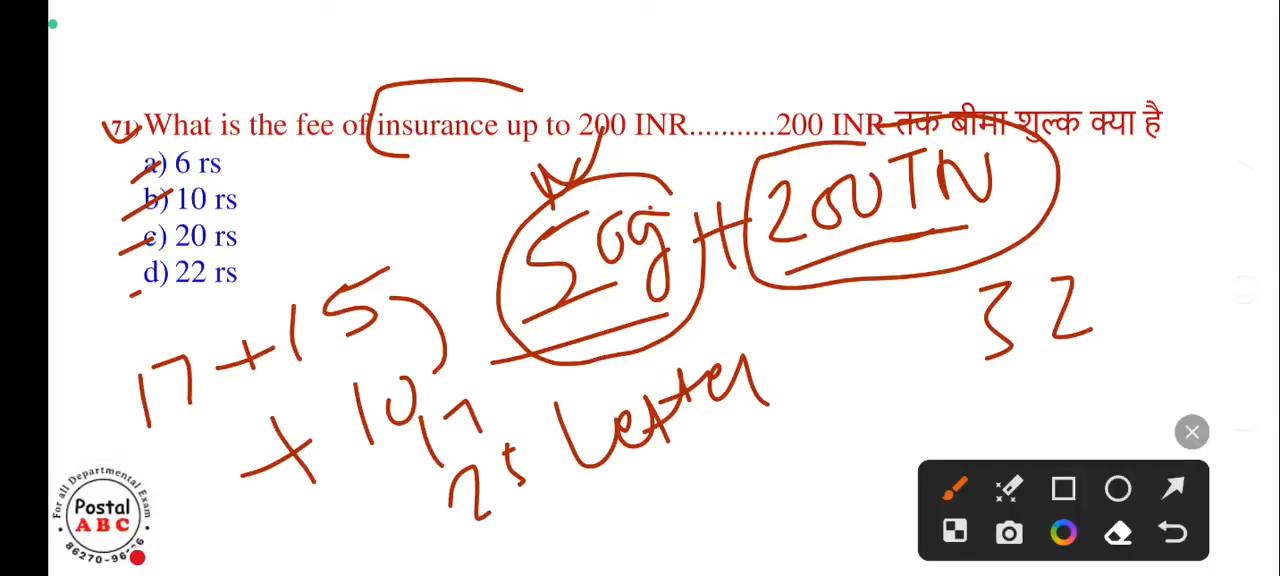 71) What is the fee of insurance up to 200 INR...........200 INR तक बीमा शुल्क क्या है
a) 6 rs
b) 10 rs
c) 20 rs
d) 22 rs
50g + 200 IN
17 + 15
32
+ 10
17
25
Letter
For all Departmental Exam
Postal
ABC